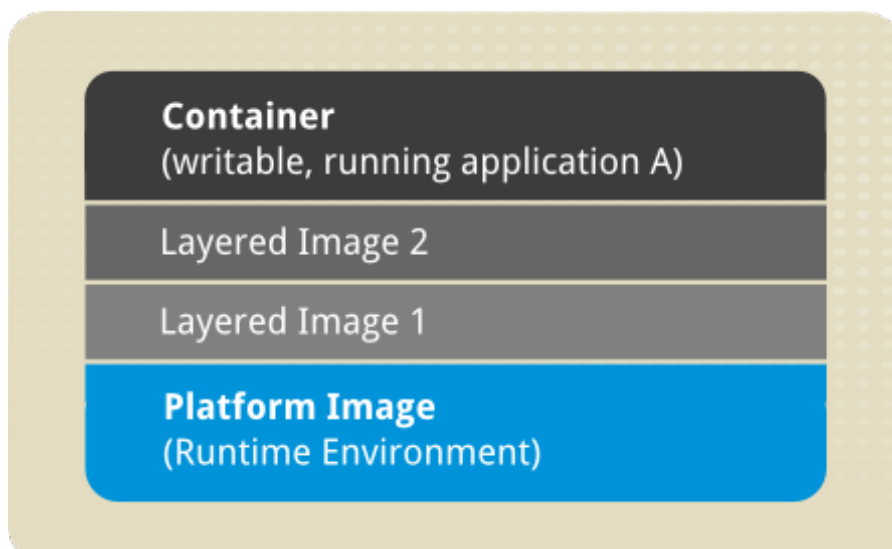 Container
(writable, running application A)
Layered Image 2
Layered Image 1
Platform Image
(Runtime Environment)